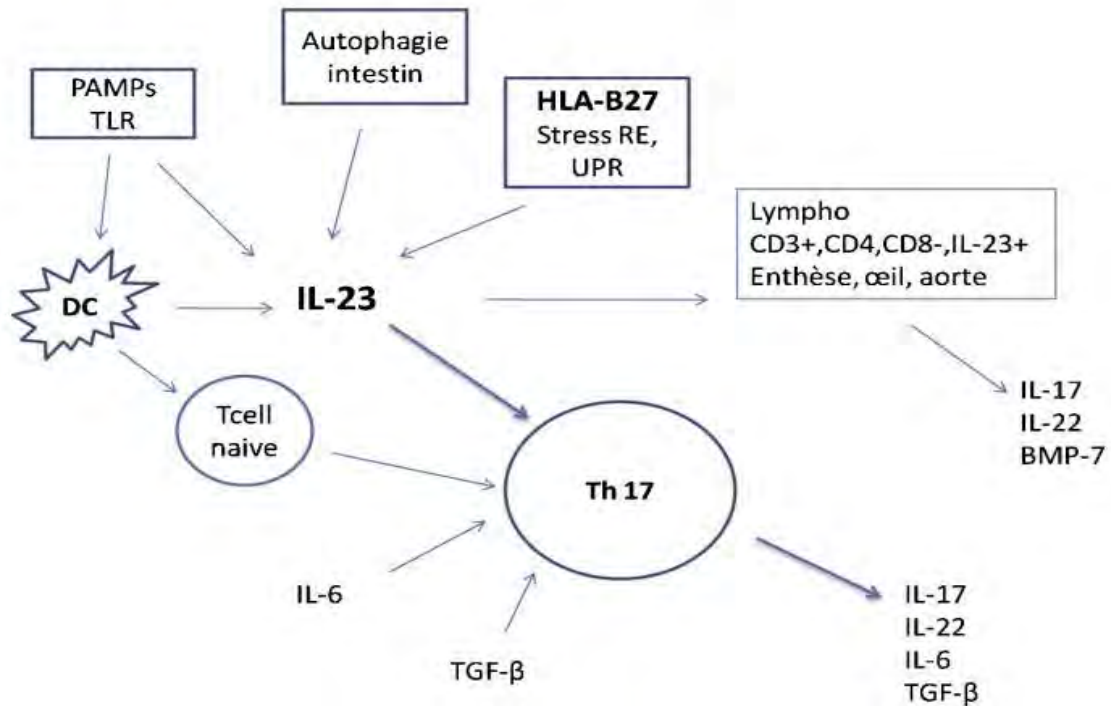 Autophagie
intestin
PAMPs
TLR
HLA-B27
Stress RE,
UPR
Lympho
CD3+,CD4,CD8-,IL-23+
Enthèse, œil, aorte
DC
IL-23
Tcell
naive
IL-17
IL-22
BMP-7
Th 17
IL-6
TGF-β
IL-17
IL-22
IL-6
TGF-β